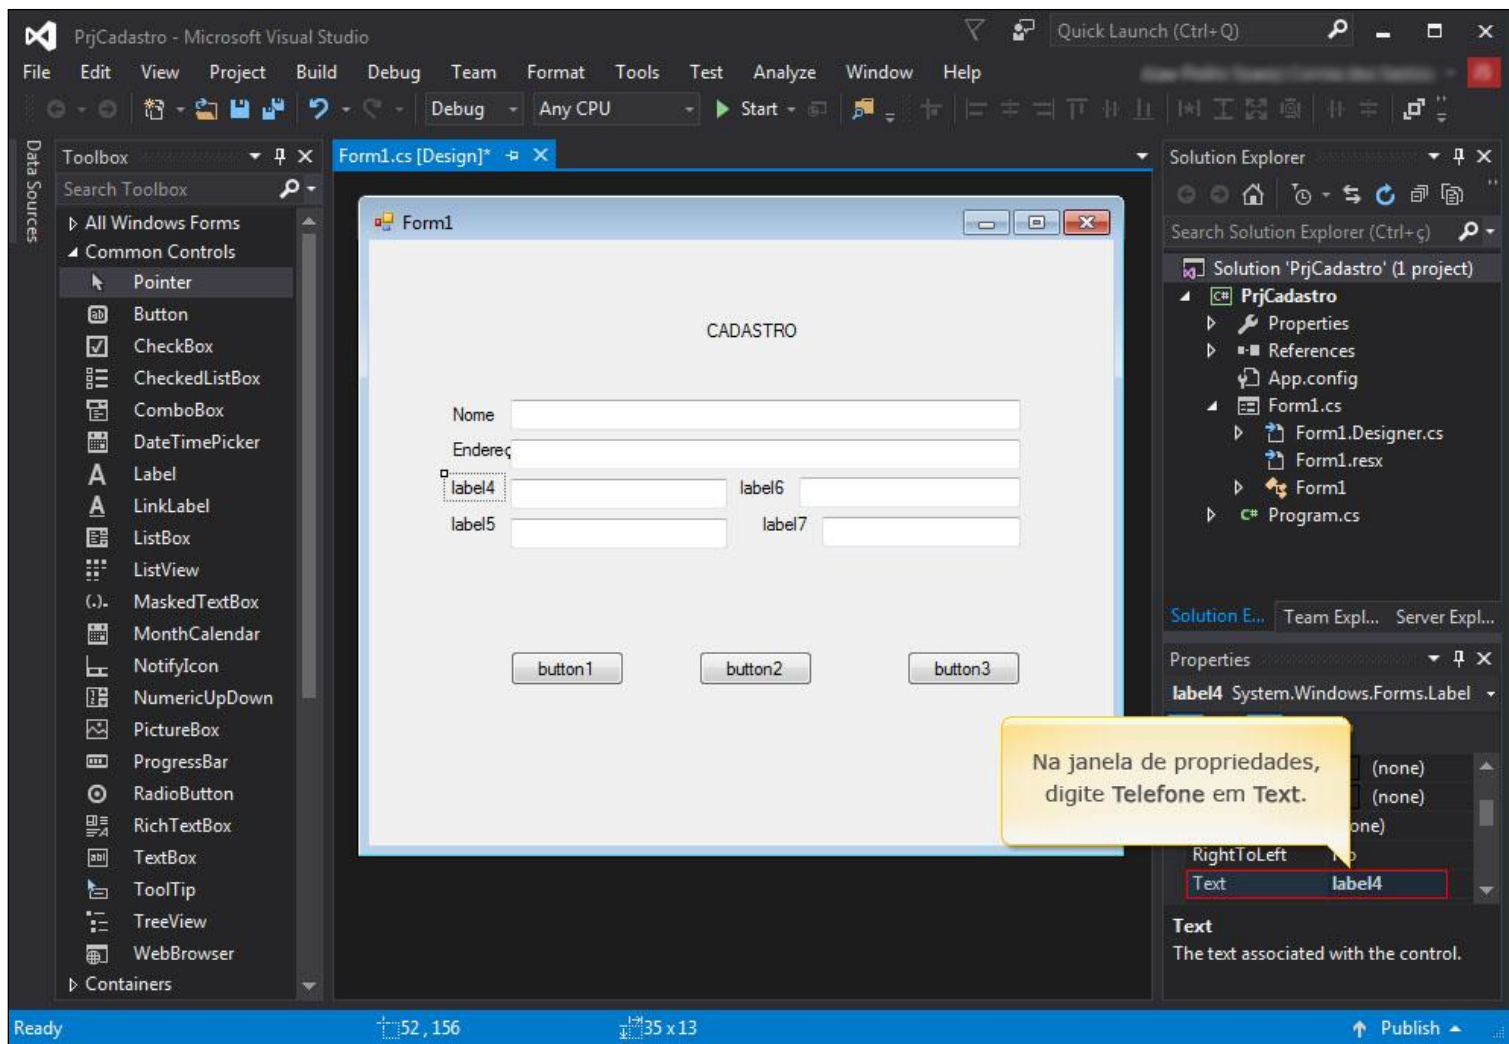 PrjCadastro - Microsoft Visual Studio
Quick Launch (Ctrl+Q)
File Edit View Project Build Debug Team Format Tools Test Analyze Window Help
Debug Any CPU Start
Data Sources
Toolbox
Search Toolbox
All Windows Forms
Common Controls
Pointer
Button
CheckBox
CheckedListBox
ComboBox
DateTimePicker
Label
LinkLabel
ListBox
ListView
MaskedTextBox
MonthCalendar
NotifyIcon
NumericUpDown
PictureBox
ProgressBar
RadioButton
RichTextBox
TextBox
ToolTip
TreeView
WebBrowser
Containers
Form1.cs [Design]*
Form1
CADASTRO
Nome
Endereç
label4 label6
label5 label7
button1 button2 button3
Solution Explorer
Search Solution Explorer (Ctrl+ç)
Solution 'PrjCadastro' (1 project)
PrjCadastro
Properties
References
App.config
Form1.cs
Form1.Designer.cs
Form1.resx
Form1
Program.cs
Solution E... Team Expl... Server Expl...
Properties
label4 System.Windows.Forms.Label
Na janela de propriedades,
digite Telefone em Text.
(none)
(none)
one)
RightToLeft
Text label4
Text
The text associated with the control.
Ready 52 , 156 35 x 13 Publish